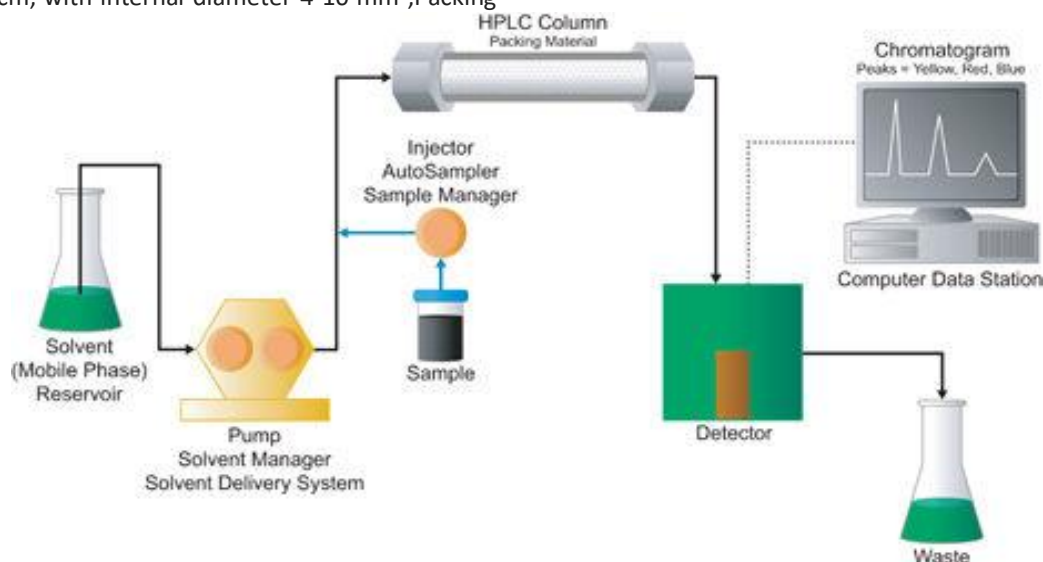 cm, with internal diameter 4-10 mm ,Packing
HPLC Column
Packing Material
Chromatogram
Peaks = Yellow, Red, Blue
Injector
AutoSampler
Sample Manager
Computer Data Station
Solvent
(Mobile Phase)
Reservoir
Sample
Pump
Solvent Manager
Solvent Delivery System
Detector
Waste